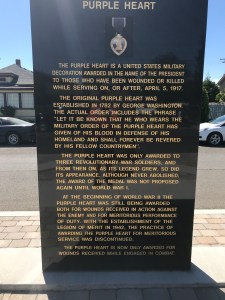 PURPLE HEART
THE PURPLE HEART IS A UNITED STATES MILITARY
DECORATION AWARDED IN THE NAME OF THE PRESIDENT
TO THOSE WHO HAVE BEEN WOUNDED OR KILLED
WHILE SERVING ON, OR AFTER, APRIL 5, 1917.
THE ORIGINAL PURPLE HEART WAS
ESTABLISHED IN 1782 BY GEORGE WASHINGTON.
THE ACTUAL ORDER INCLUDES THE PHRASE
"LET IT BE KNOWN THAT HE WHO WEARS THE
MILITARY ORDER OF THE PURPLE HEART HAS
GIVEN OF HIS BLOOD IN DEFENSE OF HIS
HOMELAND AND SHALL FOREVER BE REVERED
BY HIS FELLOW COUNTRYMEN".
THE PURPLE HEART WAS ONLY AWARDED TO
THREE REVOLUTIONARY WAR SOLDIERS, AND
FROM THEN ON, AS ITS LEGEND GREW, SO DID
ITS APPEARANCE. ALTHOUGH NEVER ABOLISHED,
THE AWARD OF THE MEDAL WAS NOT PROPOSED
AGAIN UNTIL WORLD WAR I.
AT THE BEGINNING OF WORLD WAR II THE
PURPLE HEART WAS STILL BEING AWARDED
BOTH FOR WOUNDS RECEIVED IN ACTION AGAINST
THE ENEMY AND FOR MERITORIOUS PERFORMANCE
OF DUTY. WITH THE ESTABLISHMENT OF THE
LEGION OF MERIT IN 1942, THE PRACTICE OF
AWARDING THE PURPLE HEART FOR MERITORIOUS
SERVICE WAS DISCONTINUED.
THE PURPLE HEART IS NOW ONLY AWARDED FOR
WOUNDS RECEIVED WHILE ENGAGED IN COMBAT.